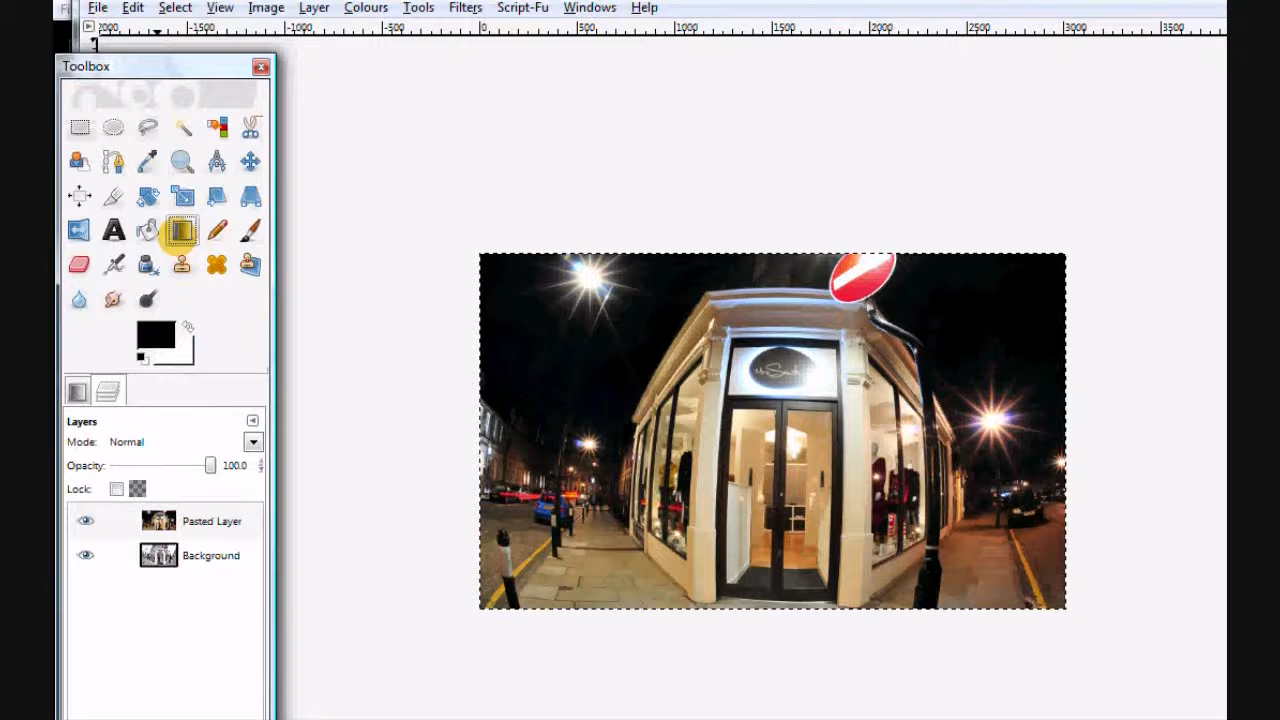 File Edit Select View Image Layer Colours Tools Filters Script-Fu Windows Help
2000 -1500 -1000 -500 0 500 1000 1500 2000 2500 3000 3500
Toolbox
Layers
Mode: Normal
Opacity: 100.0
Lock:
Pasted Layer
Background